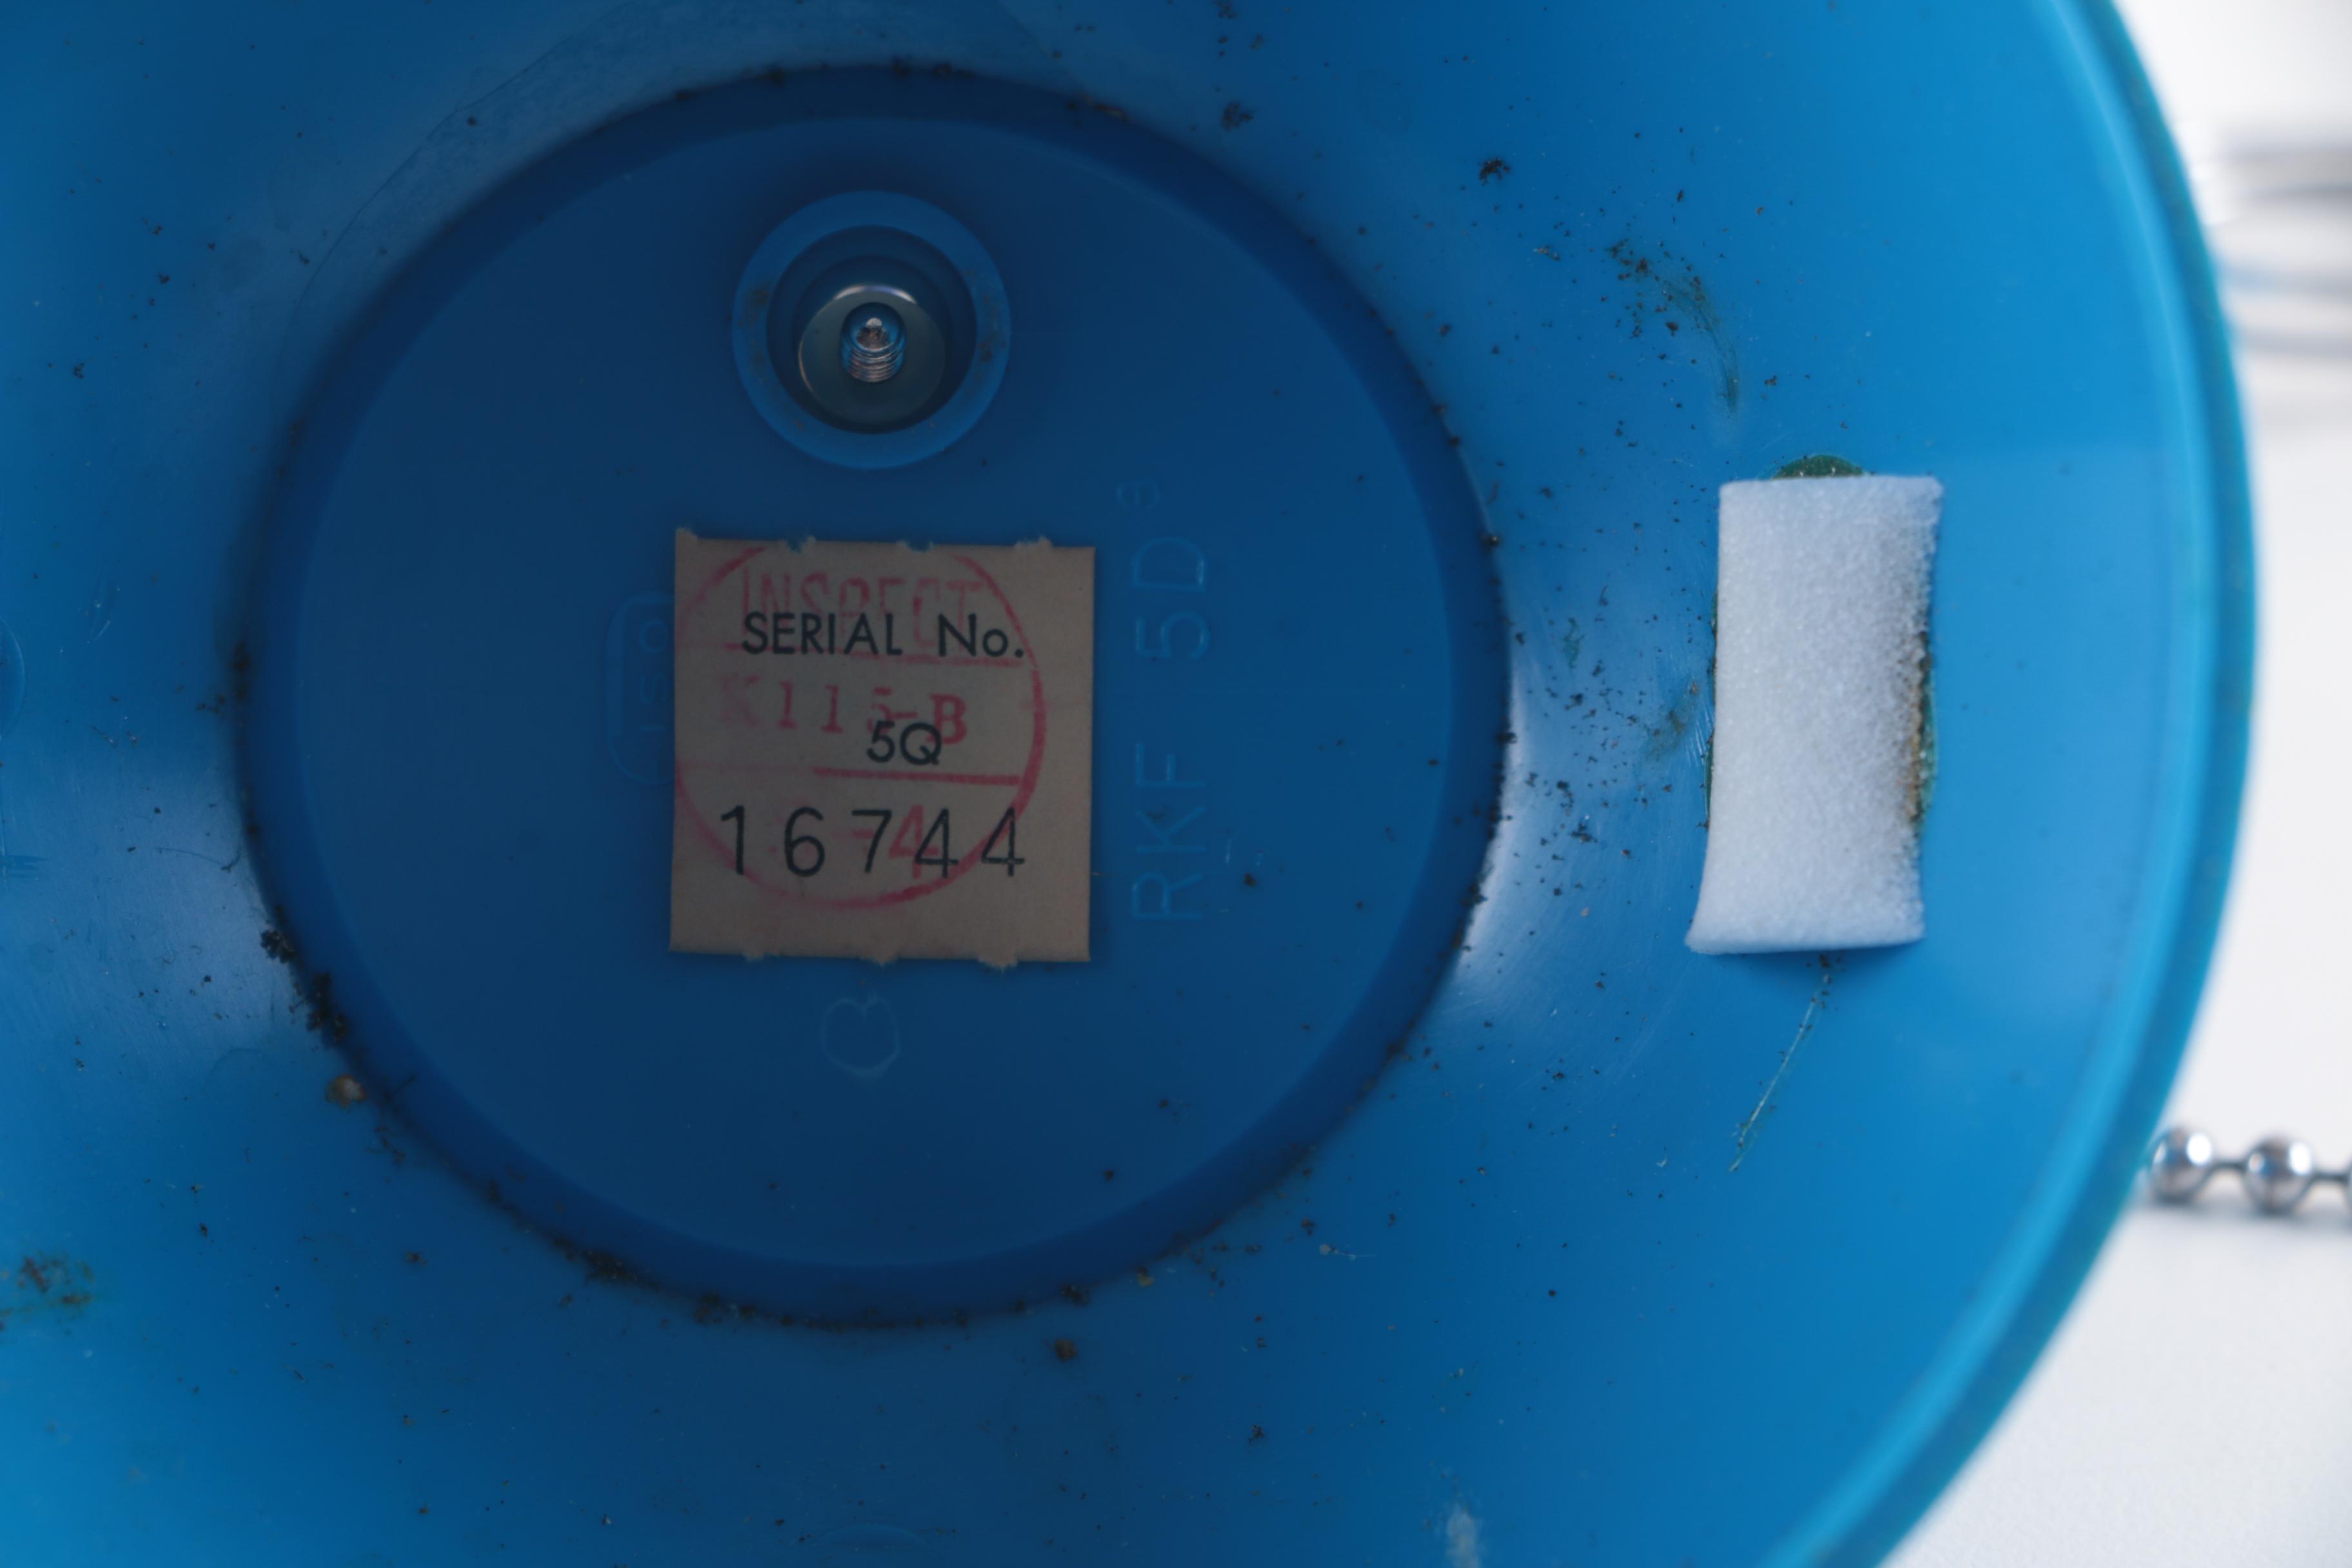 INSPECT
SERIAL No.
K115-B
5Q
16744
RKF 5D